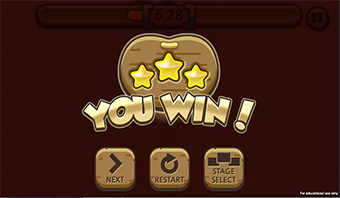 6,28
YOU WIN !
NEXT
RESTART
STAGE
SELECT
For educational use only